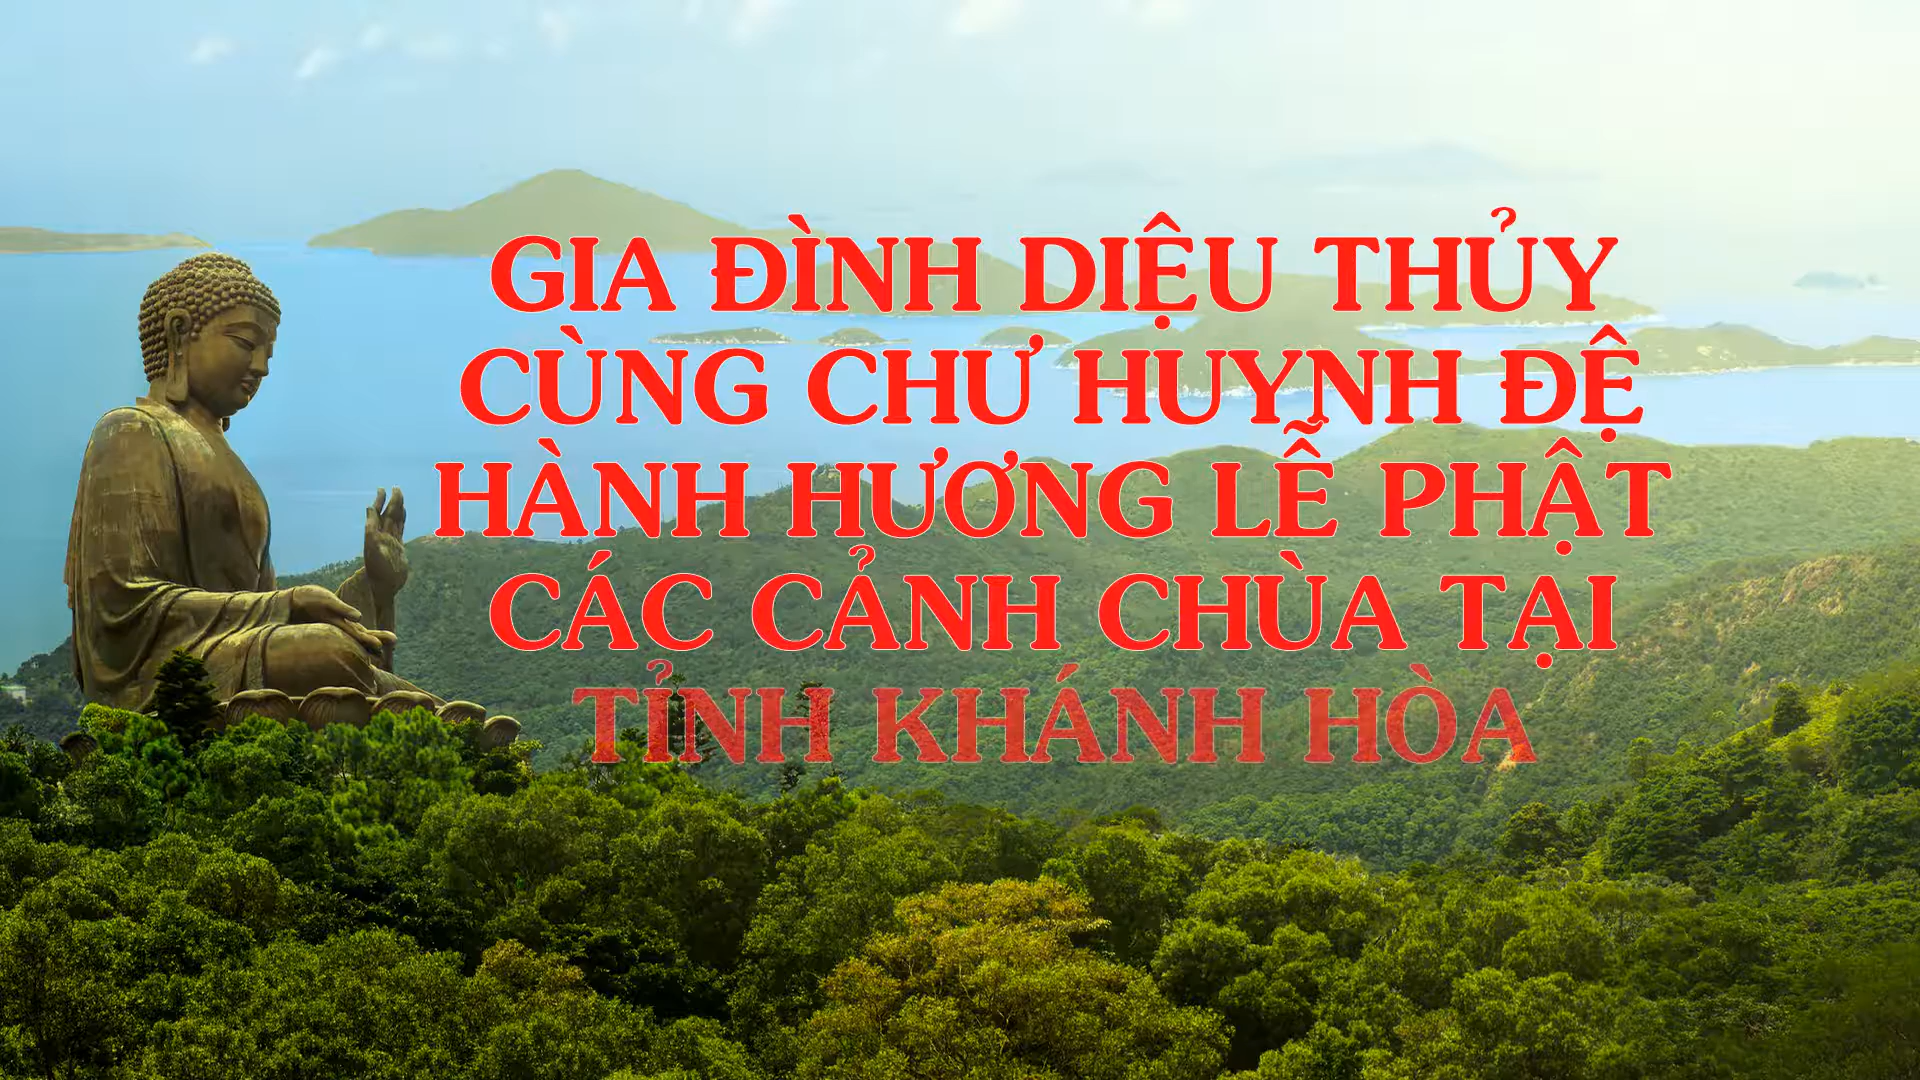 GIA ĐÌNH DIỆU THỦY
CÙNG CHƯ HUYNH ĐỆ
HÀNH HƯƠNG LỄ PHẬT
CÁC CẢNH CHÙA TẠI
TỈNH KHÁNH HÒA